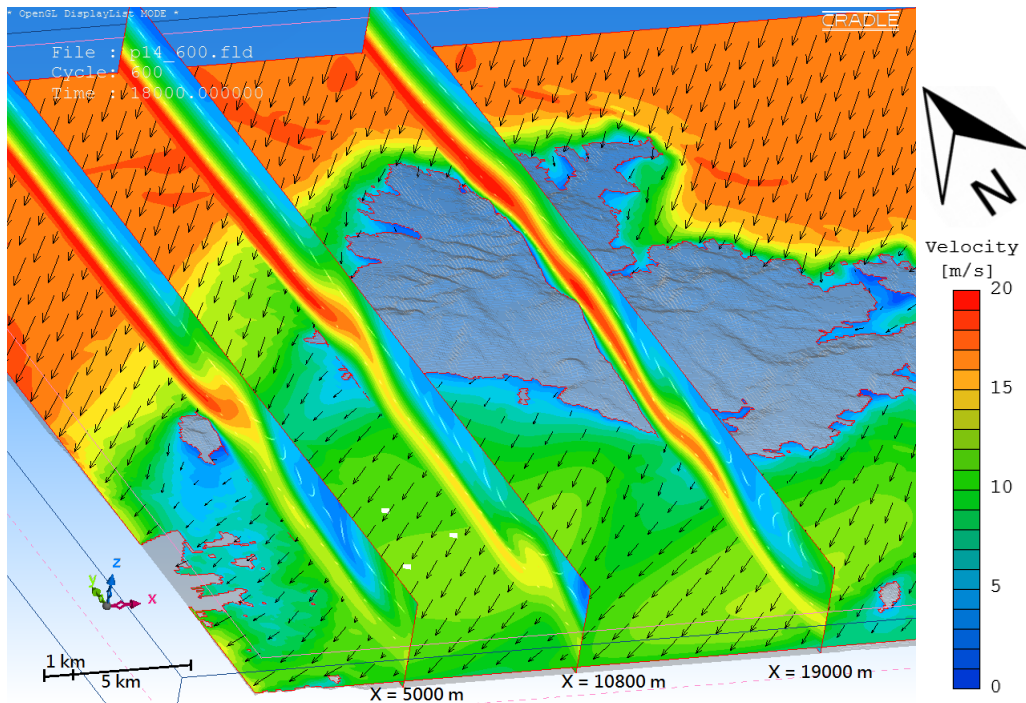 * OpenGL DisplayList MODE *
CRADLE
File : p14_600.fld
Cycle: 600
Time : 18000.000000
N
Velocity
[m/s]
20
15
10
5
0
z
y
x
1 km
5 km
X = 5000 m
X = 10800 m
X = 19000 m